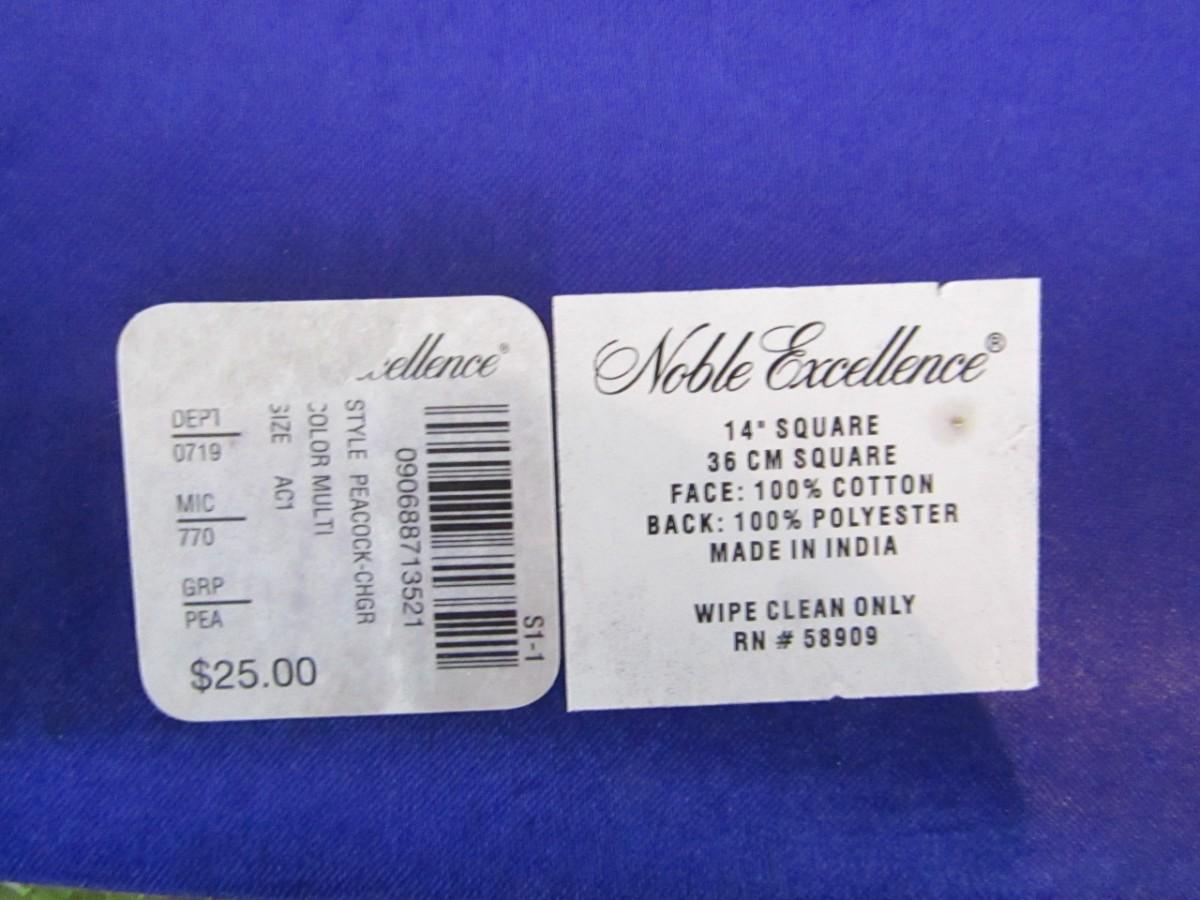 cellence®
DEPT
0719
MIC
770
GRP
PEA
$25.00
SIZE AC1
COLOR MULTI
STYLE PEACOCK-CHGR
090688713521
S1-1
Noble Excellence®
14" SQUARE
36 CM SQUARE
FACE: 100% COTTON
BACK: 100% POLYESTER
MADE IN INDIA
WIPE CLEAN ONLY
RN # 58909